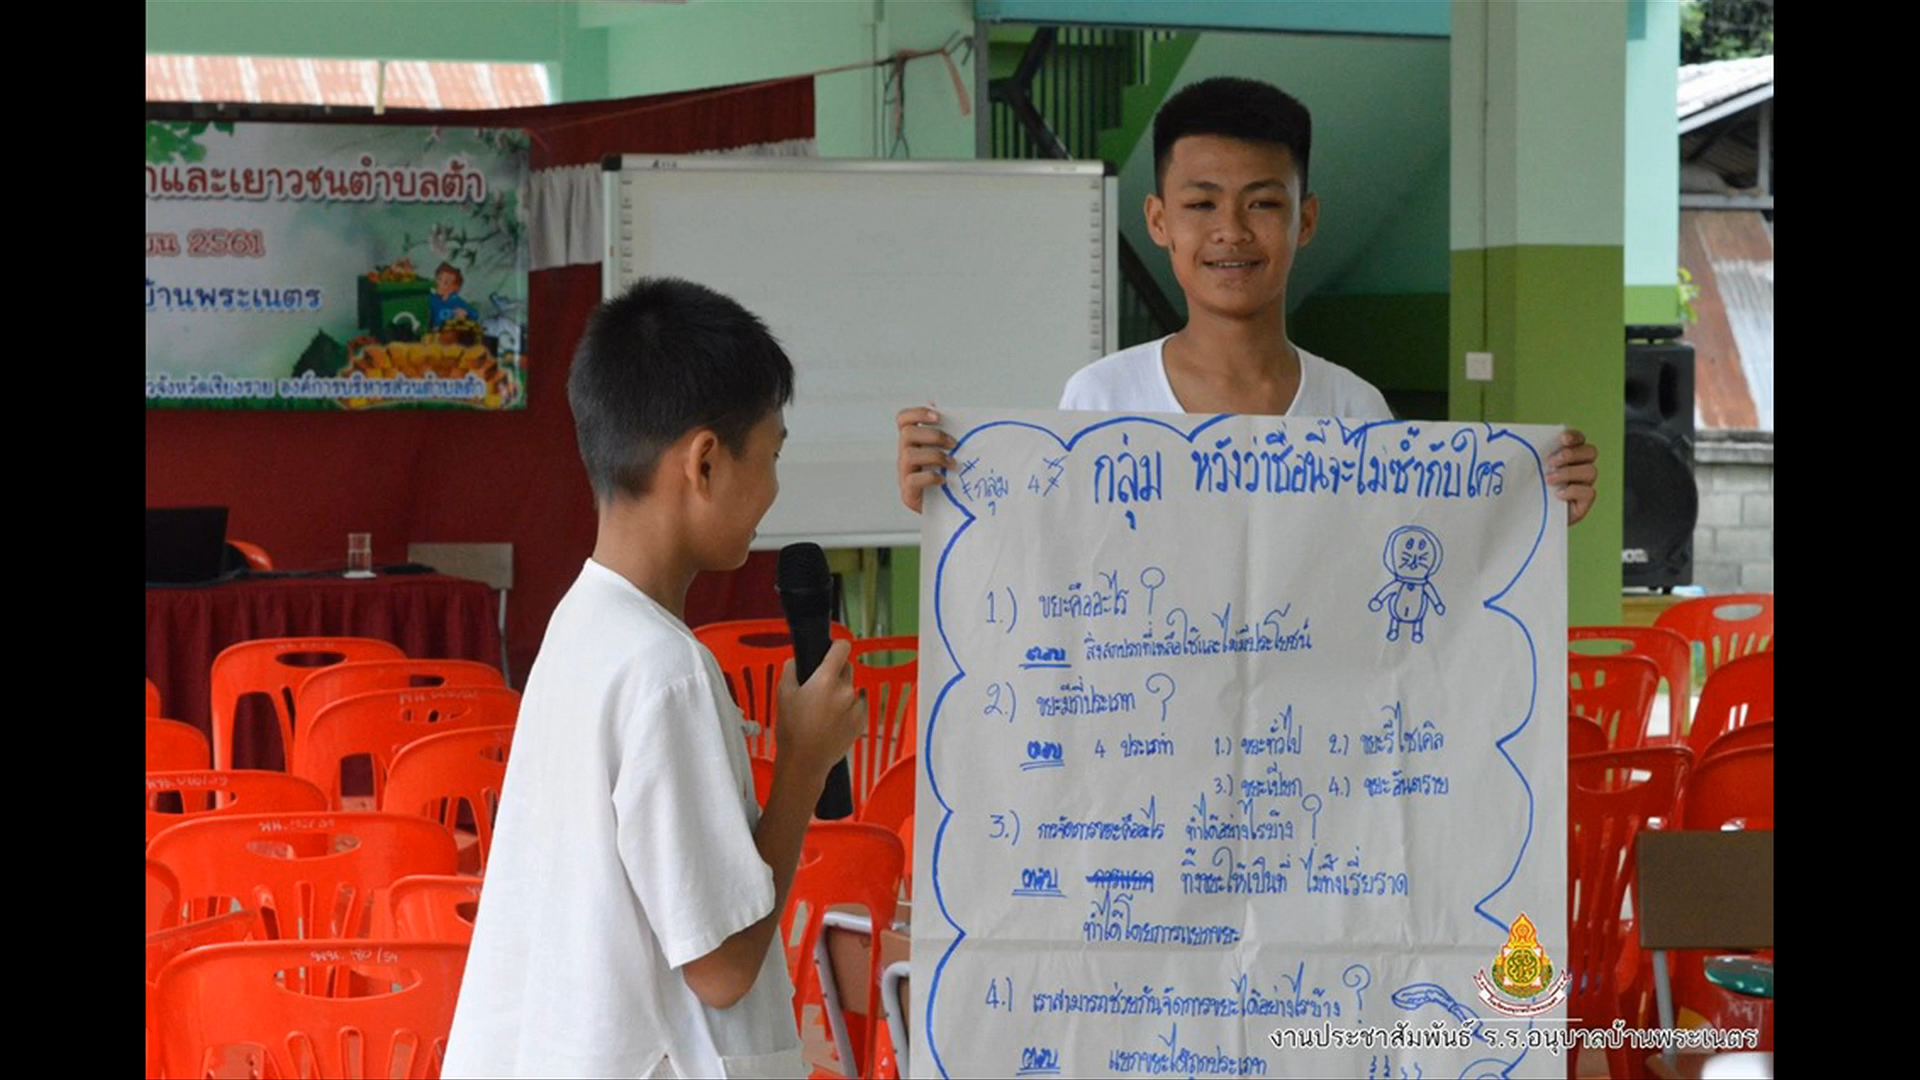 และเยาวชนตำบลต้า
ยน 2561
บ้านพระเนตร
จังหวัดเชียงราย องค์การบริหารส่วนตำบลต้า
กลุ่ม 4
กลุ่ม หวังว่าชื่อนี้จะไม่ซ้ำกับใคร
1.) ขยะคืออะไร ?
ตอบ สิ่งสกปรกที่เหลือใช้และไม่มีประโยชน์
2.) ขยะมีกี่ประเภท ?
ตอบ 4 ประเภท 1.) ขยะทั่วไป 2.) ขยะรีไซเคิล
3.) ขยะเปียก 4.) ขยะอันตราย
3.) การจัดการขยะคืออะไร ทำได้อย่างไรบ้าง ?
ตอบ ทิ้งขยะให้เป็นที่ ไม่ทิ้งเรี่ยราด
ทำได้โดยการแยกขยะ
4.) เราสามารถช่วยกันจัดการขยะได้อย่างไรบ้าง ?
ตอบ แยกขยะให้ถูกประเภท
งานประชาสัมพันธ์ ร.ร.อนุบาลบ้านพระเนตร